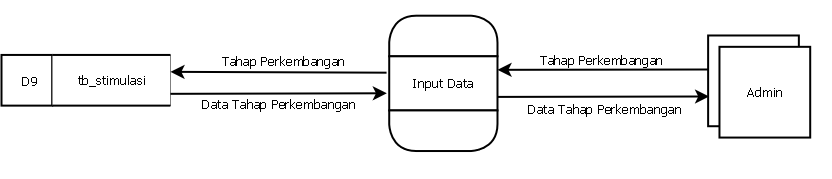 Tahap Perkembangan
Tahap Perkembangan
D9
tb_stimulasi
Input Data
Admin
Data Tahap Perkembangan
Data Tahap Perkembangan